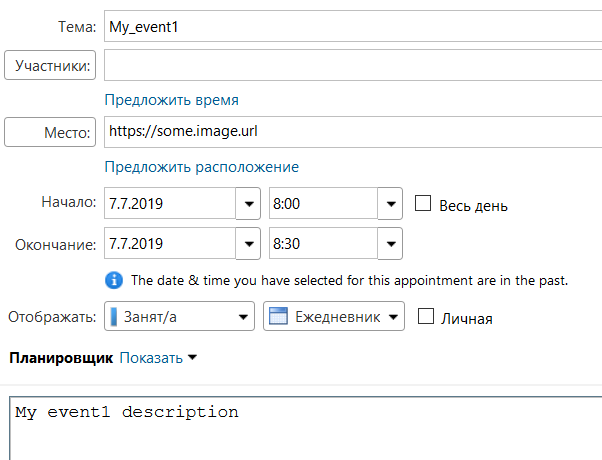 Тема: My_event1
Участники:
Предложить время
Место: https://some.image.url
Предложить расположение
Начало: 7.7.2019 8:00 Весь день
Окончание: 7.7.2019 8:30
The date & time you have selected for this appointment are in the past.
Отображать: Занят/а Ежедневник Личная
Планировщик Показать
My event1 description